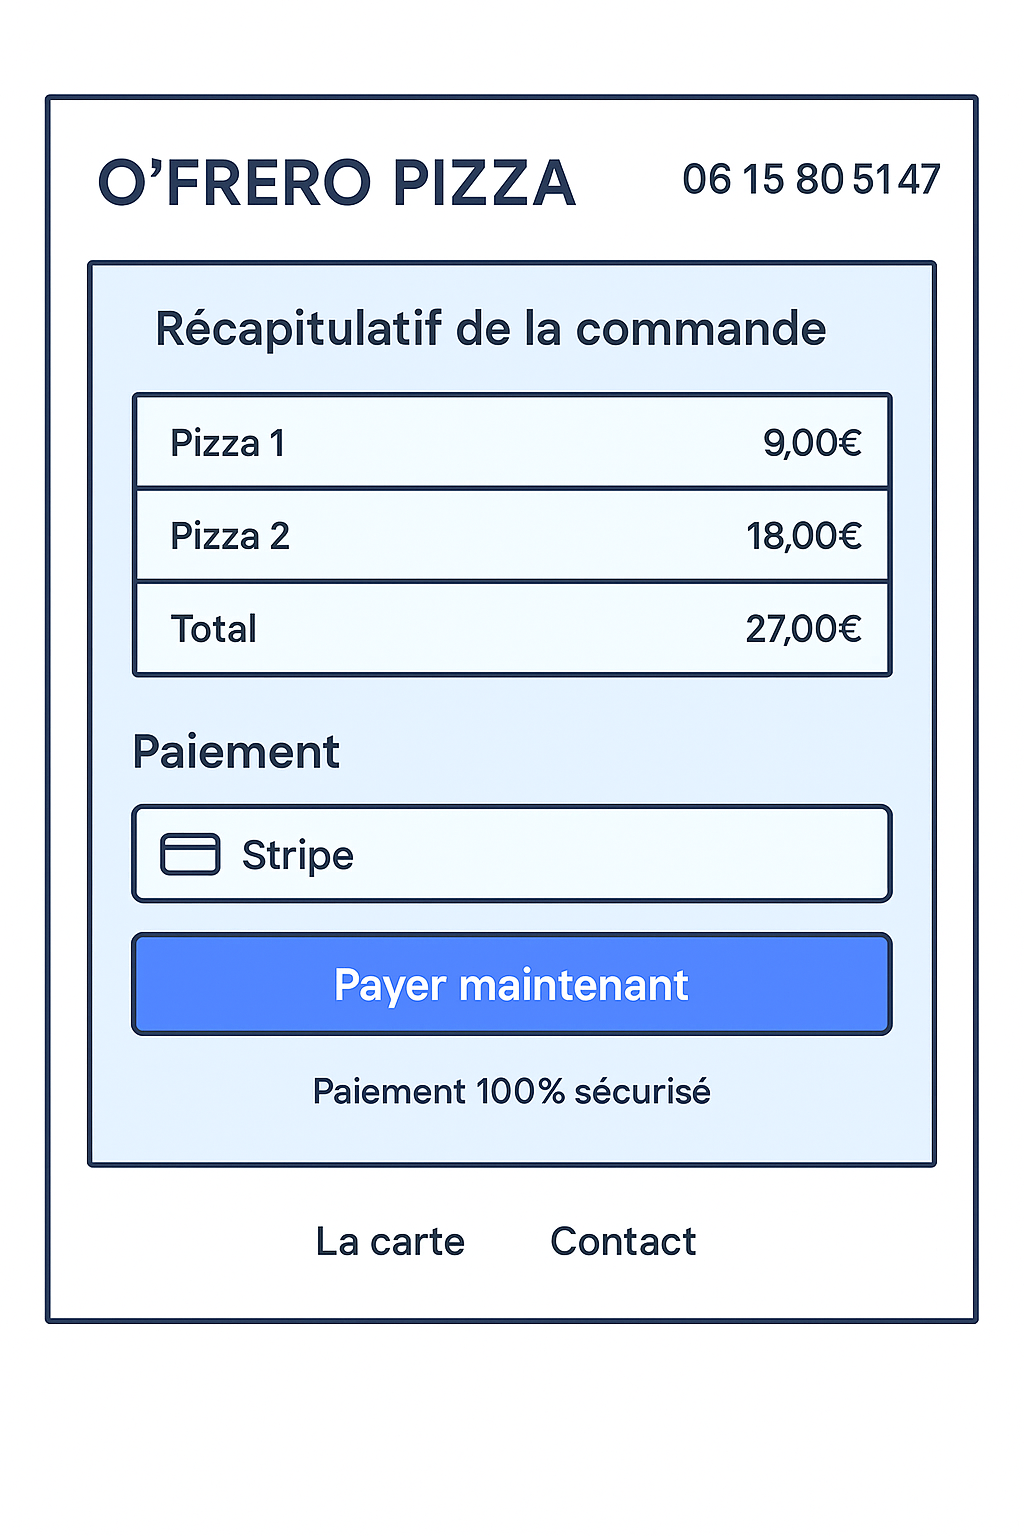 O’FRERO PIZZA 06 15 80 51 47
Récapitulatif de la commande
Pizza 1 9,00€
Pizza 2 18,00€
Total 27,00€
Paiement
Stripe
Payer maintenant
Paiement 100% sécurisé
La carte Contact